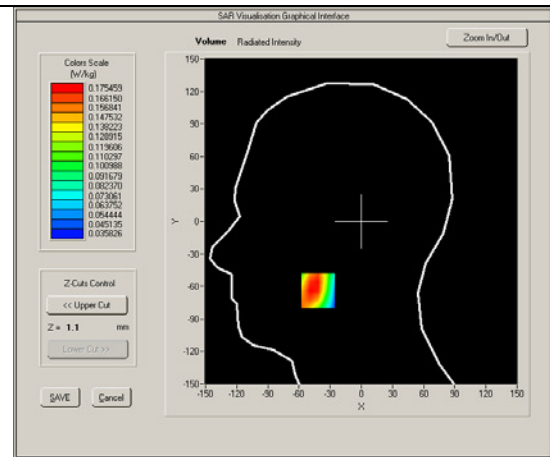 SAR Visualisation Graphical Interface
Volume Radiated Intensity
Zoom In/Out
Colors Scale
(W/kg)
0.175459
0.166150
0.156841
0.147532
0.138223
0.128915
0.119606
0.110297
0.100988
0.091679
0.082370
0.073061
0.063752
0.054444
0.045135
0.035826
Z-Cuts Control
<< Upper Cut
Z = 1.1 mm
Lower Cut >>
SAVE Cancel
150
120
90
60
30
Y 0
-30
-60
-90
-120
-150
-150 -120 -90 -60 -30 0 30 60 90 120 150
X